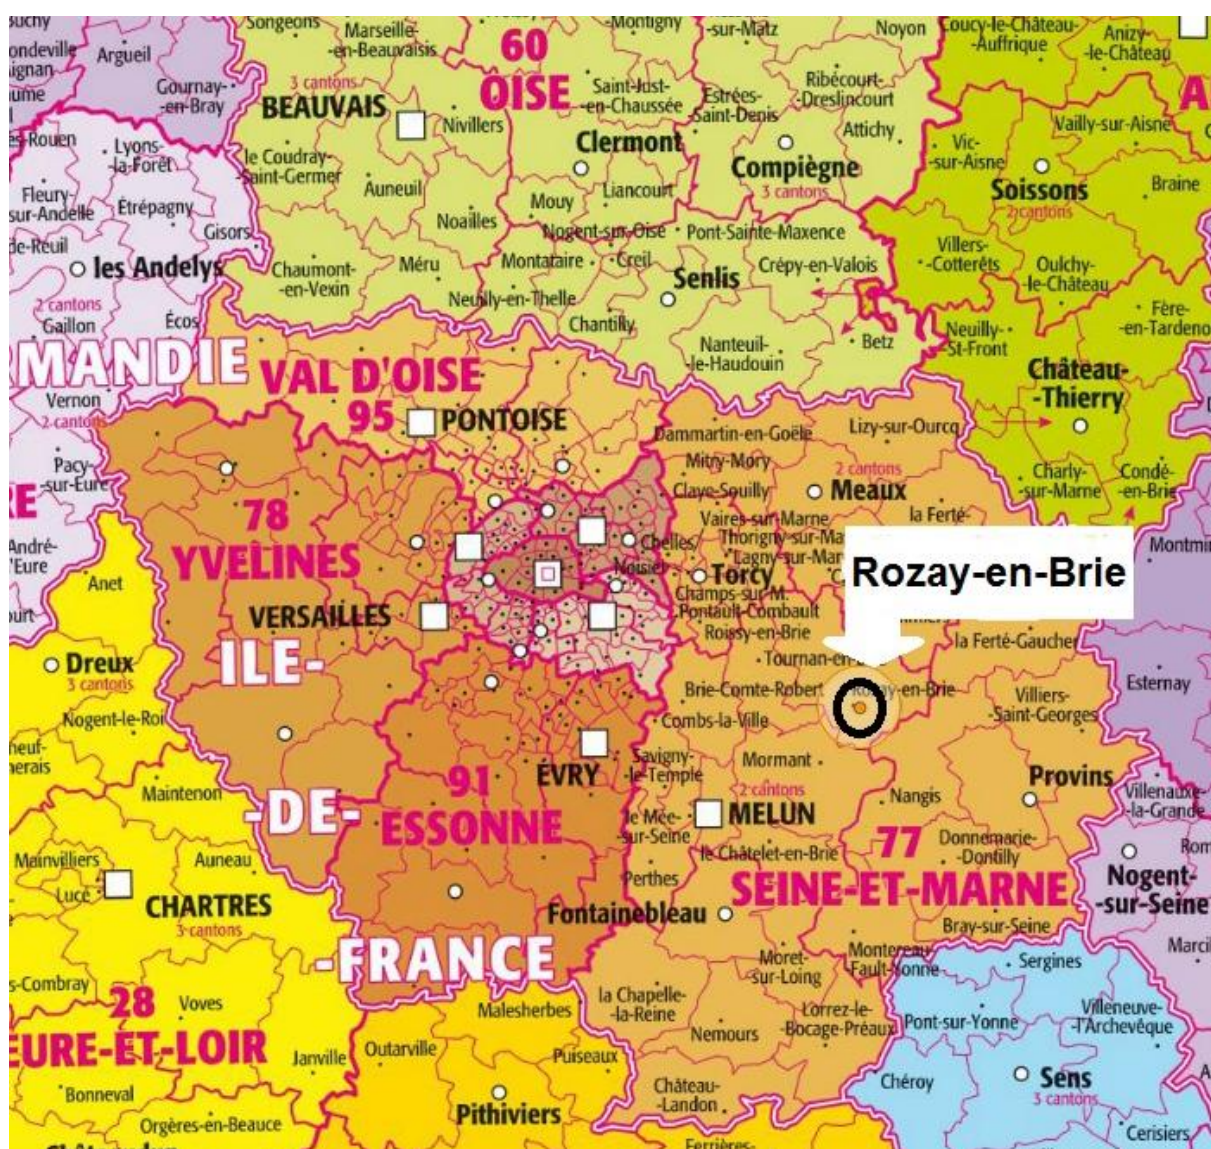 Songeons
Marseille-
-en-Beauvaisis
Montigny
-sur-Matz
Noyon
Coucy-le-Château-
-Auffrique
Anizy-
-le-Château
Argueil
60
OISE
Gournay-
-en-Bray
3 cantons
BEAUVAIS
Nivillers
Saint-Just-
-en-Chaussée
Estrées-
-Saint-Denis
Ribécourt-
-Dreslincourt
Attichy
Vailly-sur-Aisne
Clermont
Compiègne
3 cantons
Vic-
-sur-Aisne
Soissons
2 cantons
Braine
Lyons-
-la-Forêt
le Coudray-
-Saint-Germer
Auneuil
Mouy
Liancourt
Fleury-
-sur-Andelle
Étrépagny
Gisors
Noailles
Nogent-sur-Oise
Pont-Sainte-Maxence
les Andelys
Chaumont-
-en-Vexin
Méru
Montataire
Creil
Senlis
Crépy-en-Valois
Villers-
-Cotterêts
Oulchy-
-le-Château
2 cantons
Gaillon
Écos
Neuilly-en-Thelle
Chantilly
Nanteuil-
-le-Haudouin
Betz
Neuilly-
-St-Front
Fère-
-en-Tardeno
RMANDIE
Vernon
2 cantons
VAL D'OISE
95
PONTOISE
Château-
-Thierry
Dammartin-en-Goële
Lizy-sur-Ourcq
Pacy-
-sur-Eure
Mitry-Mory
2 cantons
Meaux
Claye-Souilly
Charly-
-sur-Marne
Condé-
-en-Brie
78
YVELINES
Vaires-sur-Marne
Thorigny-sur-Ma
Lagny-sur-Mar
la Ferté-
Chelles
Noisiel
Torcy
Rozay-en-Brie
Montmi
André-
Anet
Champs-sur-M.
Pontault-Combault
Roissy-en-Brie
VERSAILLES
la Ferté-Gaucher
Dreux
3 cantons
ILE-
Tournan-en-
Brie-Comte-Robert
Rozay-en-Brie
Villiers-
-Saint-Georges
Esternay
Nogent-le-Roi
Combs-la-Ville
EVRY
Savigny-
-le-Temple
Mormant
Provins
Maintenon
91
ESSONNE
2 cantons
MELUN
Nangis
Villenauxe-
-la-Grande
-DE-
le Mée-
-sur-Seine
77
SEINE-ET-MARNE
Donnemarie-
-Dontilly
Mainvilliers
Auneau
le Châtelet-en-Brie
Lucé
CHARTRES
3 cantons
Perthes
Nogent-
-sur-Seine
Fontainebleau
Bray-sur-Seine
-FRANCE
Moret-
-sur-Loing
Montereau-
-Fault-Yonne
Sergines
Marcil
s-Combray
28
Voves
EURE-ET-LOIR
Malesherbes
la Chapelle-
-la-Reine
Nemours
Lorrez-le-
-Bocage-Préaux
Pont-sur-Yonne
Villeneuve-
-l'Archevêque
Janville
Outarville
Puiseaux
Bonneval
Pithiviers
Château-
-Landon
Chéroy
Sens
3 cantons
Orgères-en-Beauce
Ferrières-
Cerisiers